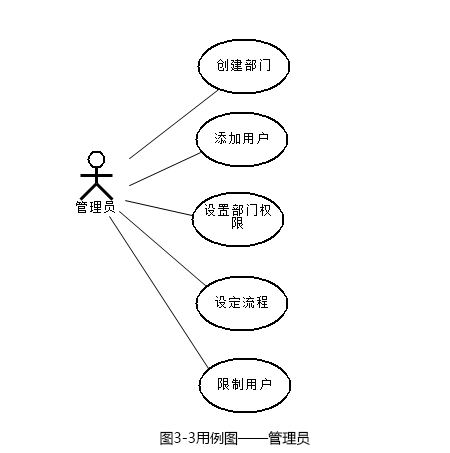 创建部门
添加用户
管理员
设置部门权
限
设定流程
限制用户
图3-3用例图——管理员